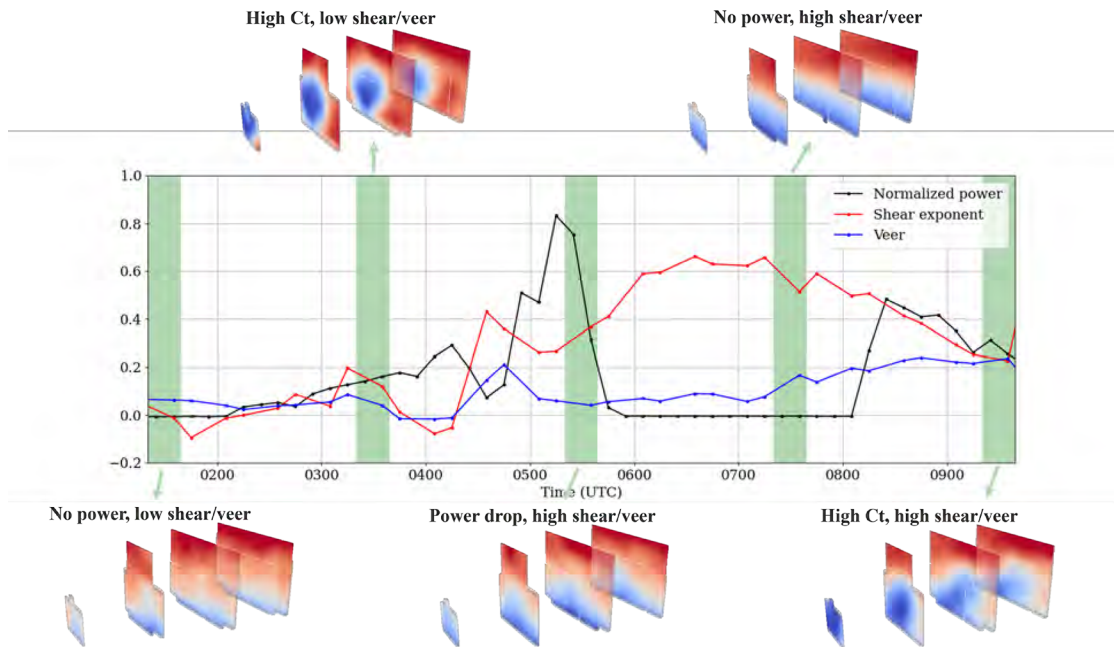 High Ct, low shear/veer
No power, high shear/veer
1.0
0.8
0.6
0.4
0.2
0.0
−0.2
Normalized power
Shear exponent
Veer
0200
0300
0400
0500
0600
0700
0800
0900
Time (UTC)
No power, low shear/veer
Power drop, high shear/veer
High Ct, high shear/veer